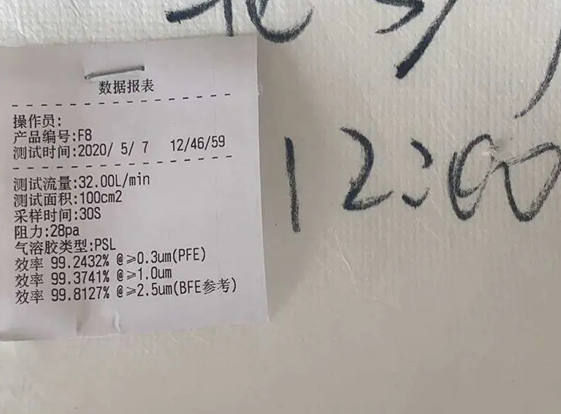 数据报表
操作员:
产品编号:F8
测试时间:2020/ 5/ 7 12/46/59
测试流量:32.00L/min
测试面积:100cm2
采样时间:30S
阻力:28pa
气溶胶类型:PSL
效率 99.2432% @≥0.3um(PFE)
效率 99.3741% @≥1.0um
效率 99.8127% @≥2.5um(BFE参考)
12:00